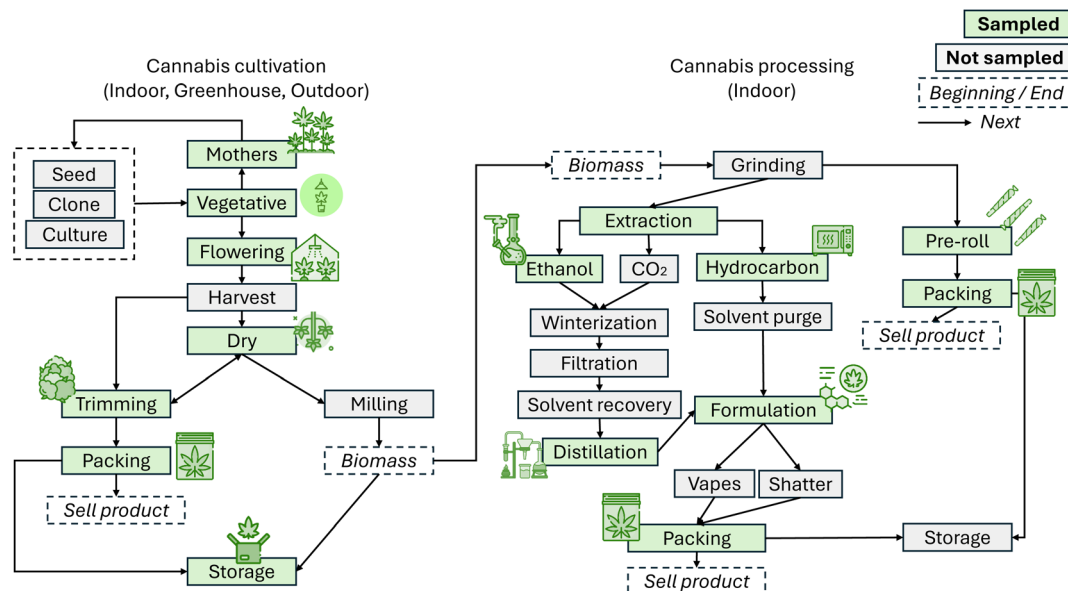 Sampled
Not sampled
Beginning / End
Next
Cannabis cultivation
(Indoor, Greenhouse, Outdoor)
Mothers
Seed
Clone
Culture
Vegetative
Flowering
Harvest
Dry
Trimming
Milling
Packing
Biomass
Sell product
Storage
Cannabis processing
(Indoor)
Biomass
Grinding
Extraction
Ethanol
CO₂
Hydrocarbon
Winterization
Solvent purge
Filtration
Solvent recovery
Distillation
Formulation
Vapes
Shatter
Packing
Sell product
Pre-roll
Packing
Sell product
Storage